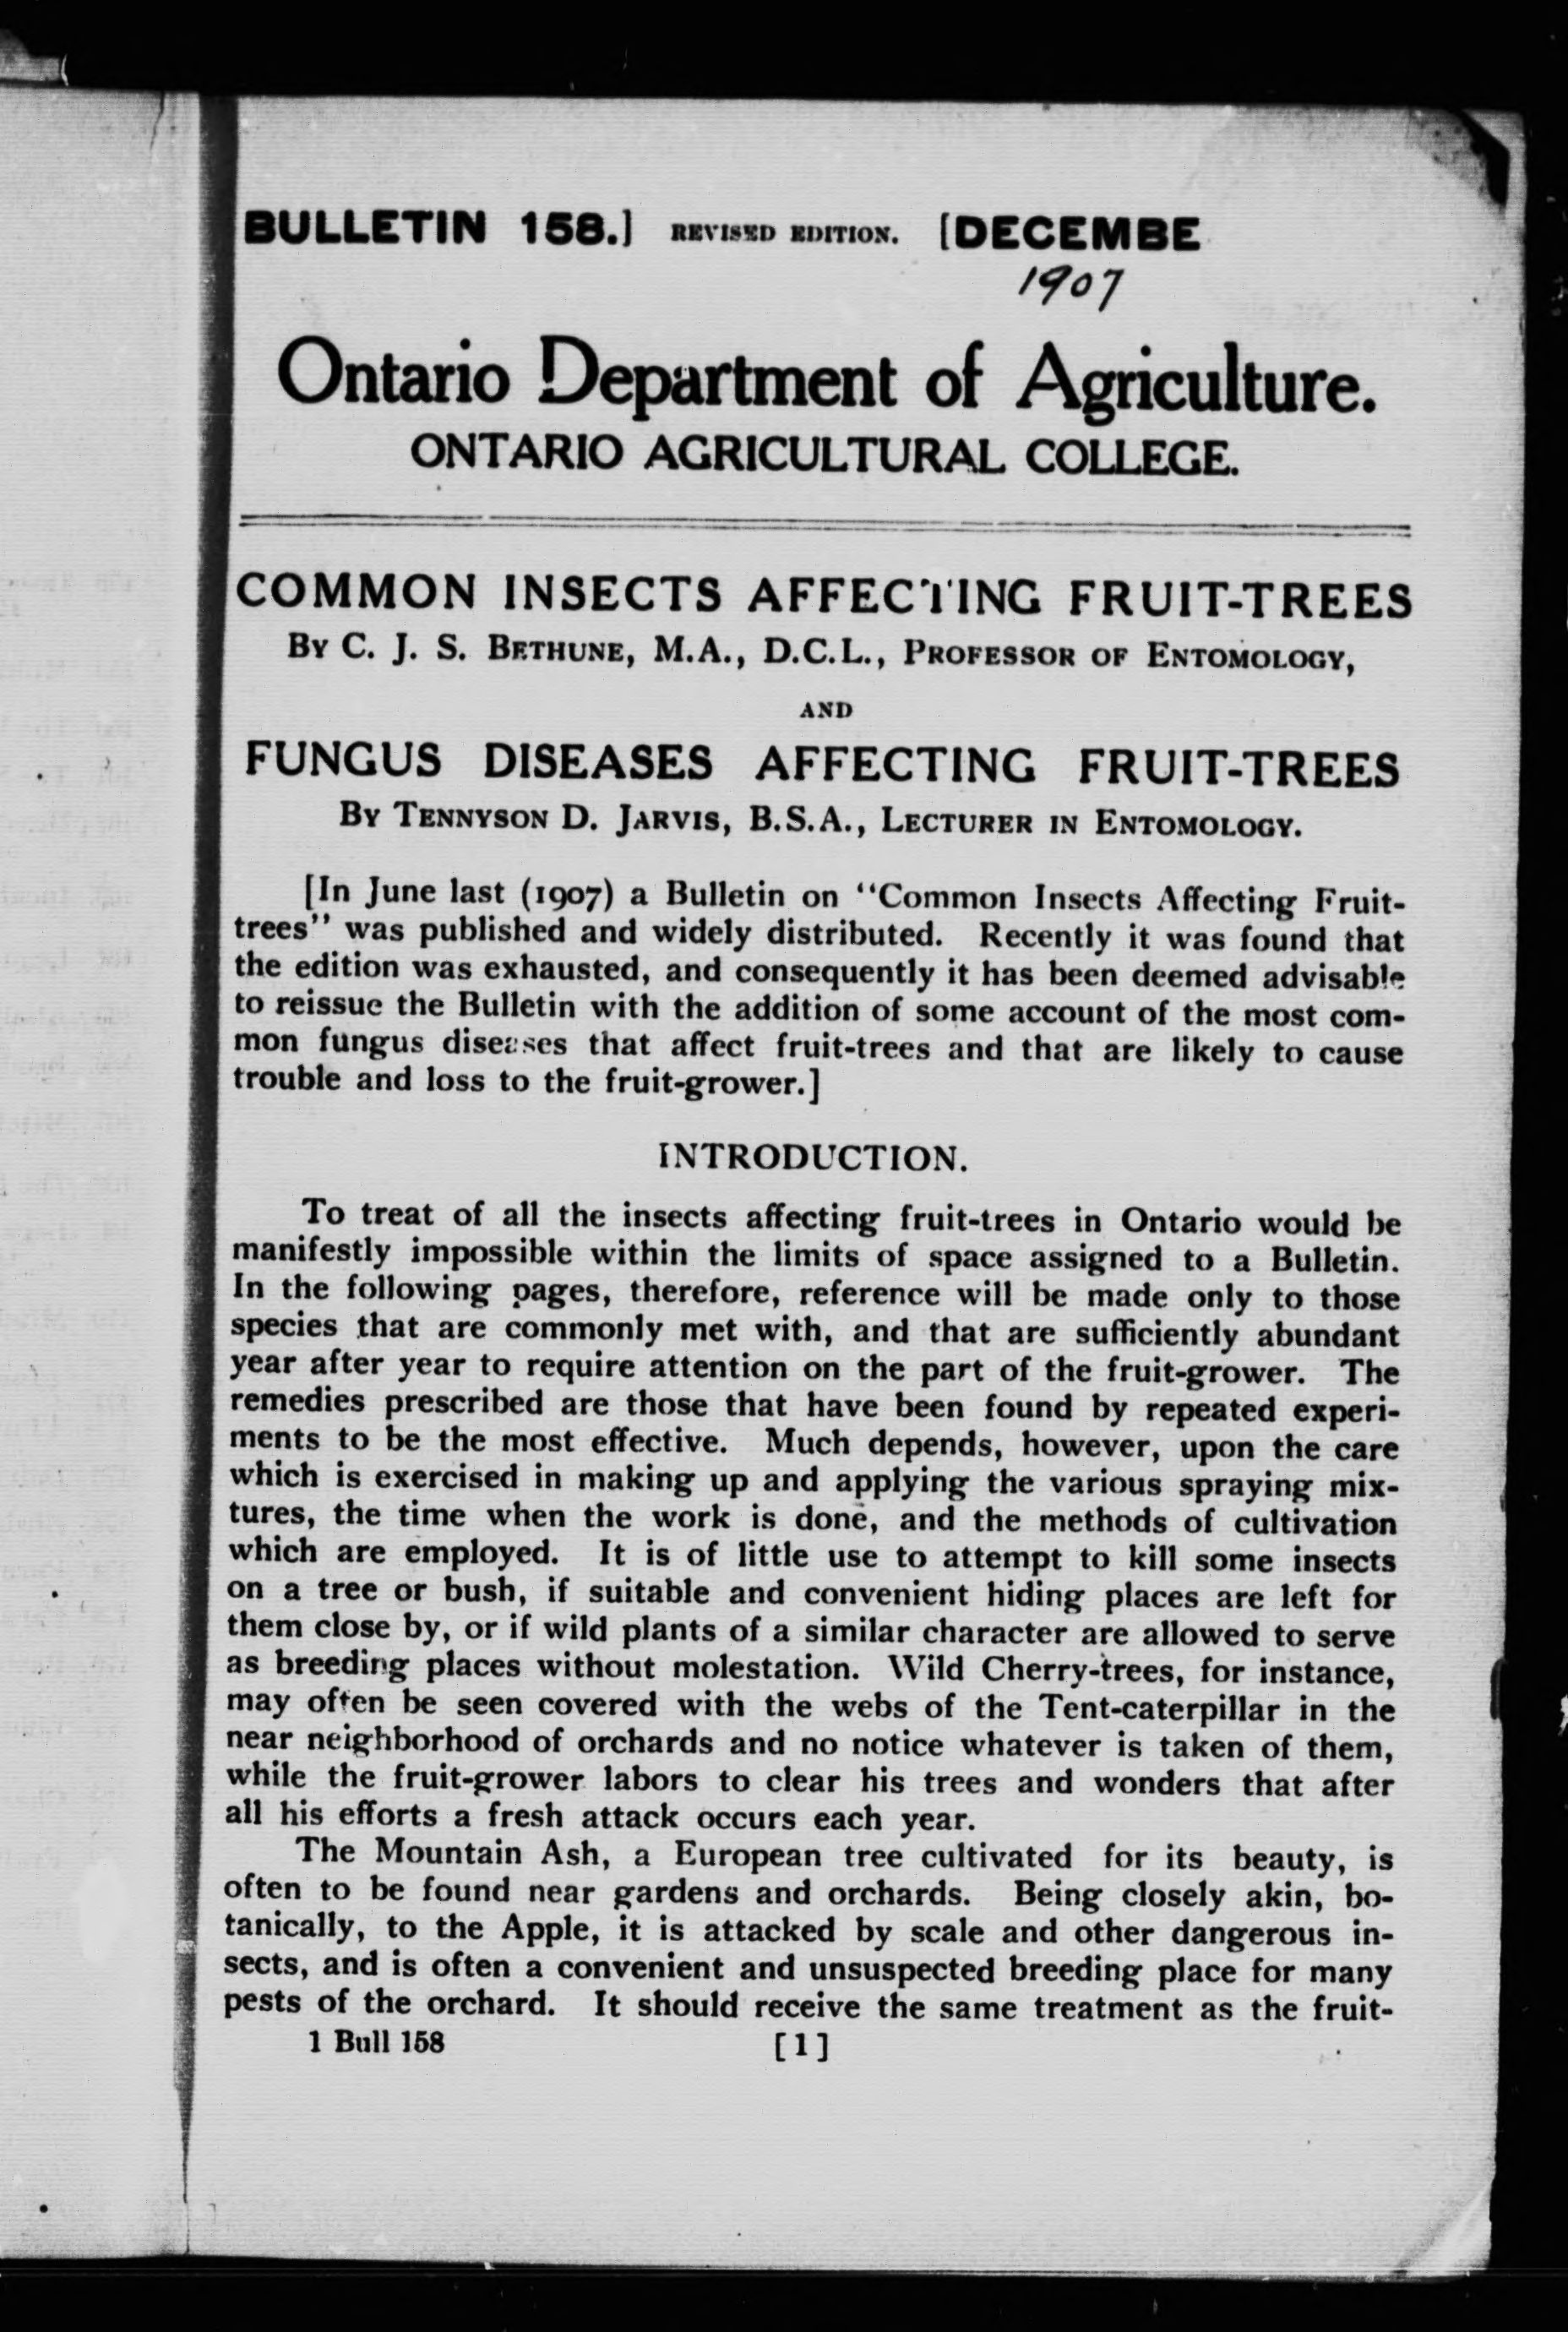 BULLETIN 158.] REVISED EDITION. [DECEMBE
1907
Ontario Department of Agriculture.
ONTARIO AGRICULTURAL COLLEGE.
COMMON INSECTS AFFECTING FRUIT-TREES
BY C. J. S. BETHUNE, M.A., D.C.L., PROFESSOR OF ENTOMOLOGY,
AND
FUNGUS DISEASES AFFECTING FRUIT-TREES
BY TENNYSON D. JARVIS, B.S.A., LECTURER IN ENTOMOLOGY.
[In June last (1907) a Bulletin on "Common Insects Affecting Fruit-
trees" was published and widely distributed. Recently it was found that
the edition was exhausted, and consequently it has been deemed advisable
to reissue the Bulletin with the addition of some account of the most com-
mon fungus diseases that affect fruit-trees and that are likely to cause
trouble and loss to the fruit-grower.]
INTRODUCTION.
To treat of all the insects affecting fruit-trees in Ontario would be
manifestly impossible within the limits of space assigned to a Bulletin.
In the following pages, therefore, reference will be made only to those
species that are commonly met with, and that are sufficiently abundant
year after year to require attention on the part of the fruit-grower. The
remedies prescribed are those that have been found by repeated experi-
ments to be the most effective. Much depends, however, upon the care
which is exercised in making up and applying the various spraying mix-
tures, the time when the work is done, and the methods of cultivation
which are employed. It is of little use to attempt to kill some insects
on a tree or bush, if suitable and convenient hiding places are left for
them close by, or if wild plants of a similar character are allowed to serve
as breeding places without molestation. Wild Cherry-trees, for instance,
may often be seen covered with the webs of the Tent-caterpillar in the
near neighborhood of orchards and no notice whatever is taken of them,
while the fruit-grower labors to clear his trees and wonders that after
all his efforts a fresh attack occurs each year.
The Mountain Ash, a European tree cultivated for its beauty, is
often to be found near gardens and orchards. Being closely akin, bo-
tanically, to the Apple, it is attacked by scale and other dangerous in-
sects, and is often a convenient and unsuspected breeding place for many
pests of the orchard. It should receive the same treatment as the fruit-
1 Bull 158 [1]